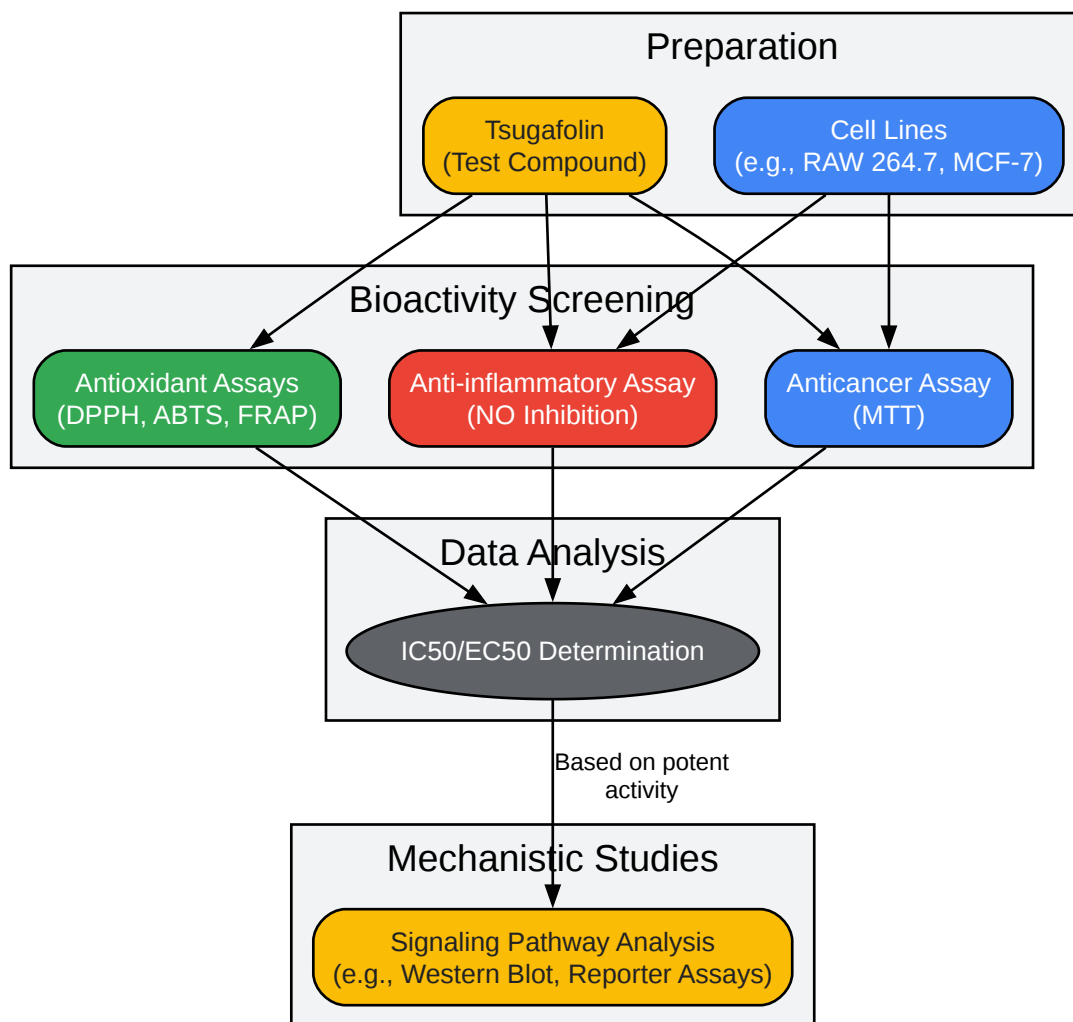 Preparation
Tsugafolin
(Test Compound)
Cell Lines
(e.g., RAW 264.7, MCF-7)
Bioactivity Screening
Antioxidant Assays
(DPPH, ABTS, FRAP)
Anti-inflammatory Assay
(NO Inhibition)
Anticancer Assay
(MTT)
Data Analysis
IC50/EC50 Determination
Based on potent
activity
Mechanistic Studies
Signaling Pathway Analysis
(e.g., Western Blot, Reporter Assays)